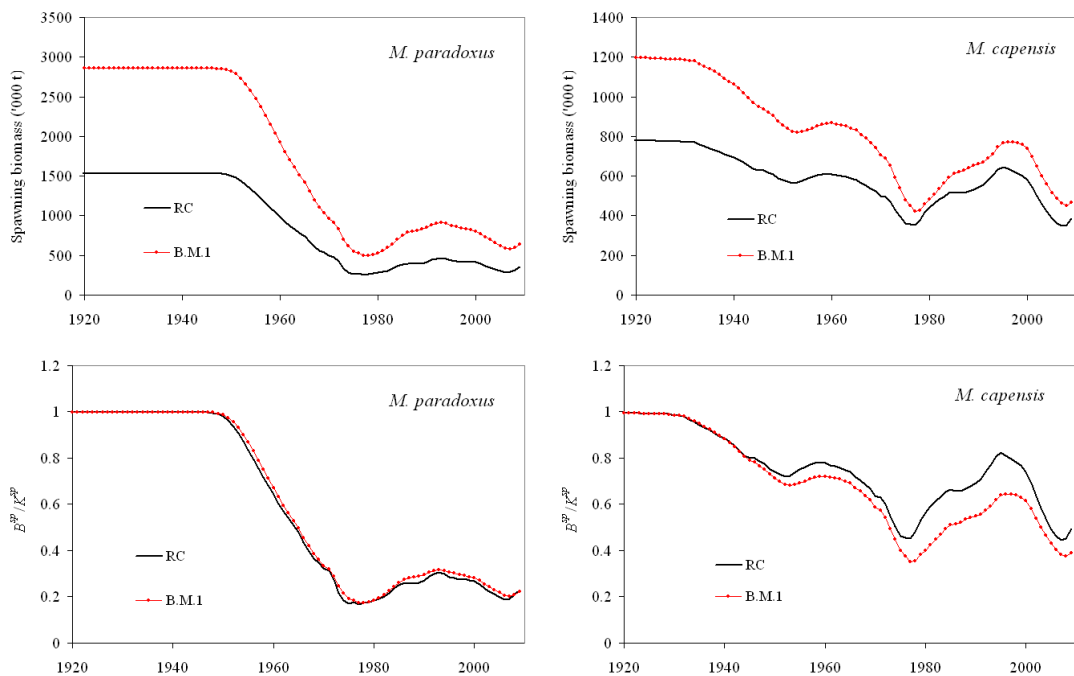 3500
3000
2500
2000
1500
1000
500
0
Spawning biomass ('000 t)
M. paradoxus
RC
B.M.1
1920 1940 1960 1980 2000
1400
1200
1000
800
600
400
200
0
Spawning biomass ('000 t)
M. capensis
RC
B.M.1
1920 1940 1960 1980 2000
1.2
1
0.8
0.6
0.4
0.2
0
B^sp / K^sp
M. paradoxus
RC
B.M.1
1920 1940 1960 1980 2000
1.2
1
0.8
0.6
0.4
0.2
0
B^sp / K^sp
M. capensis
RC
B.M.1
1920 1940 1960 1980 2000